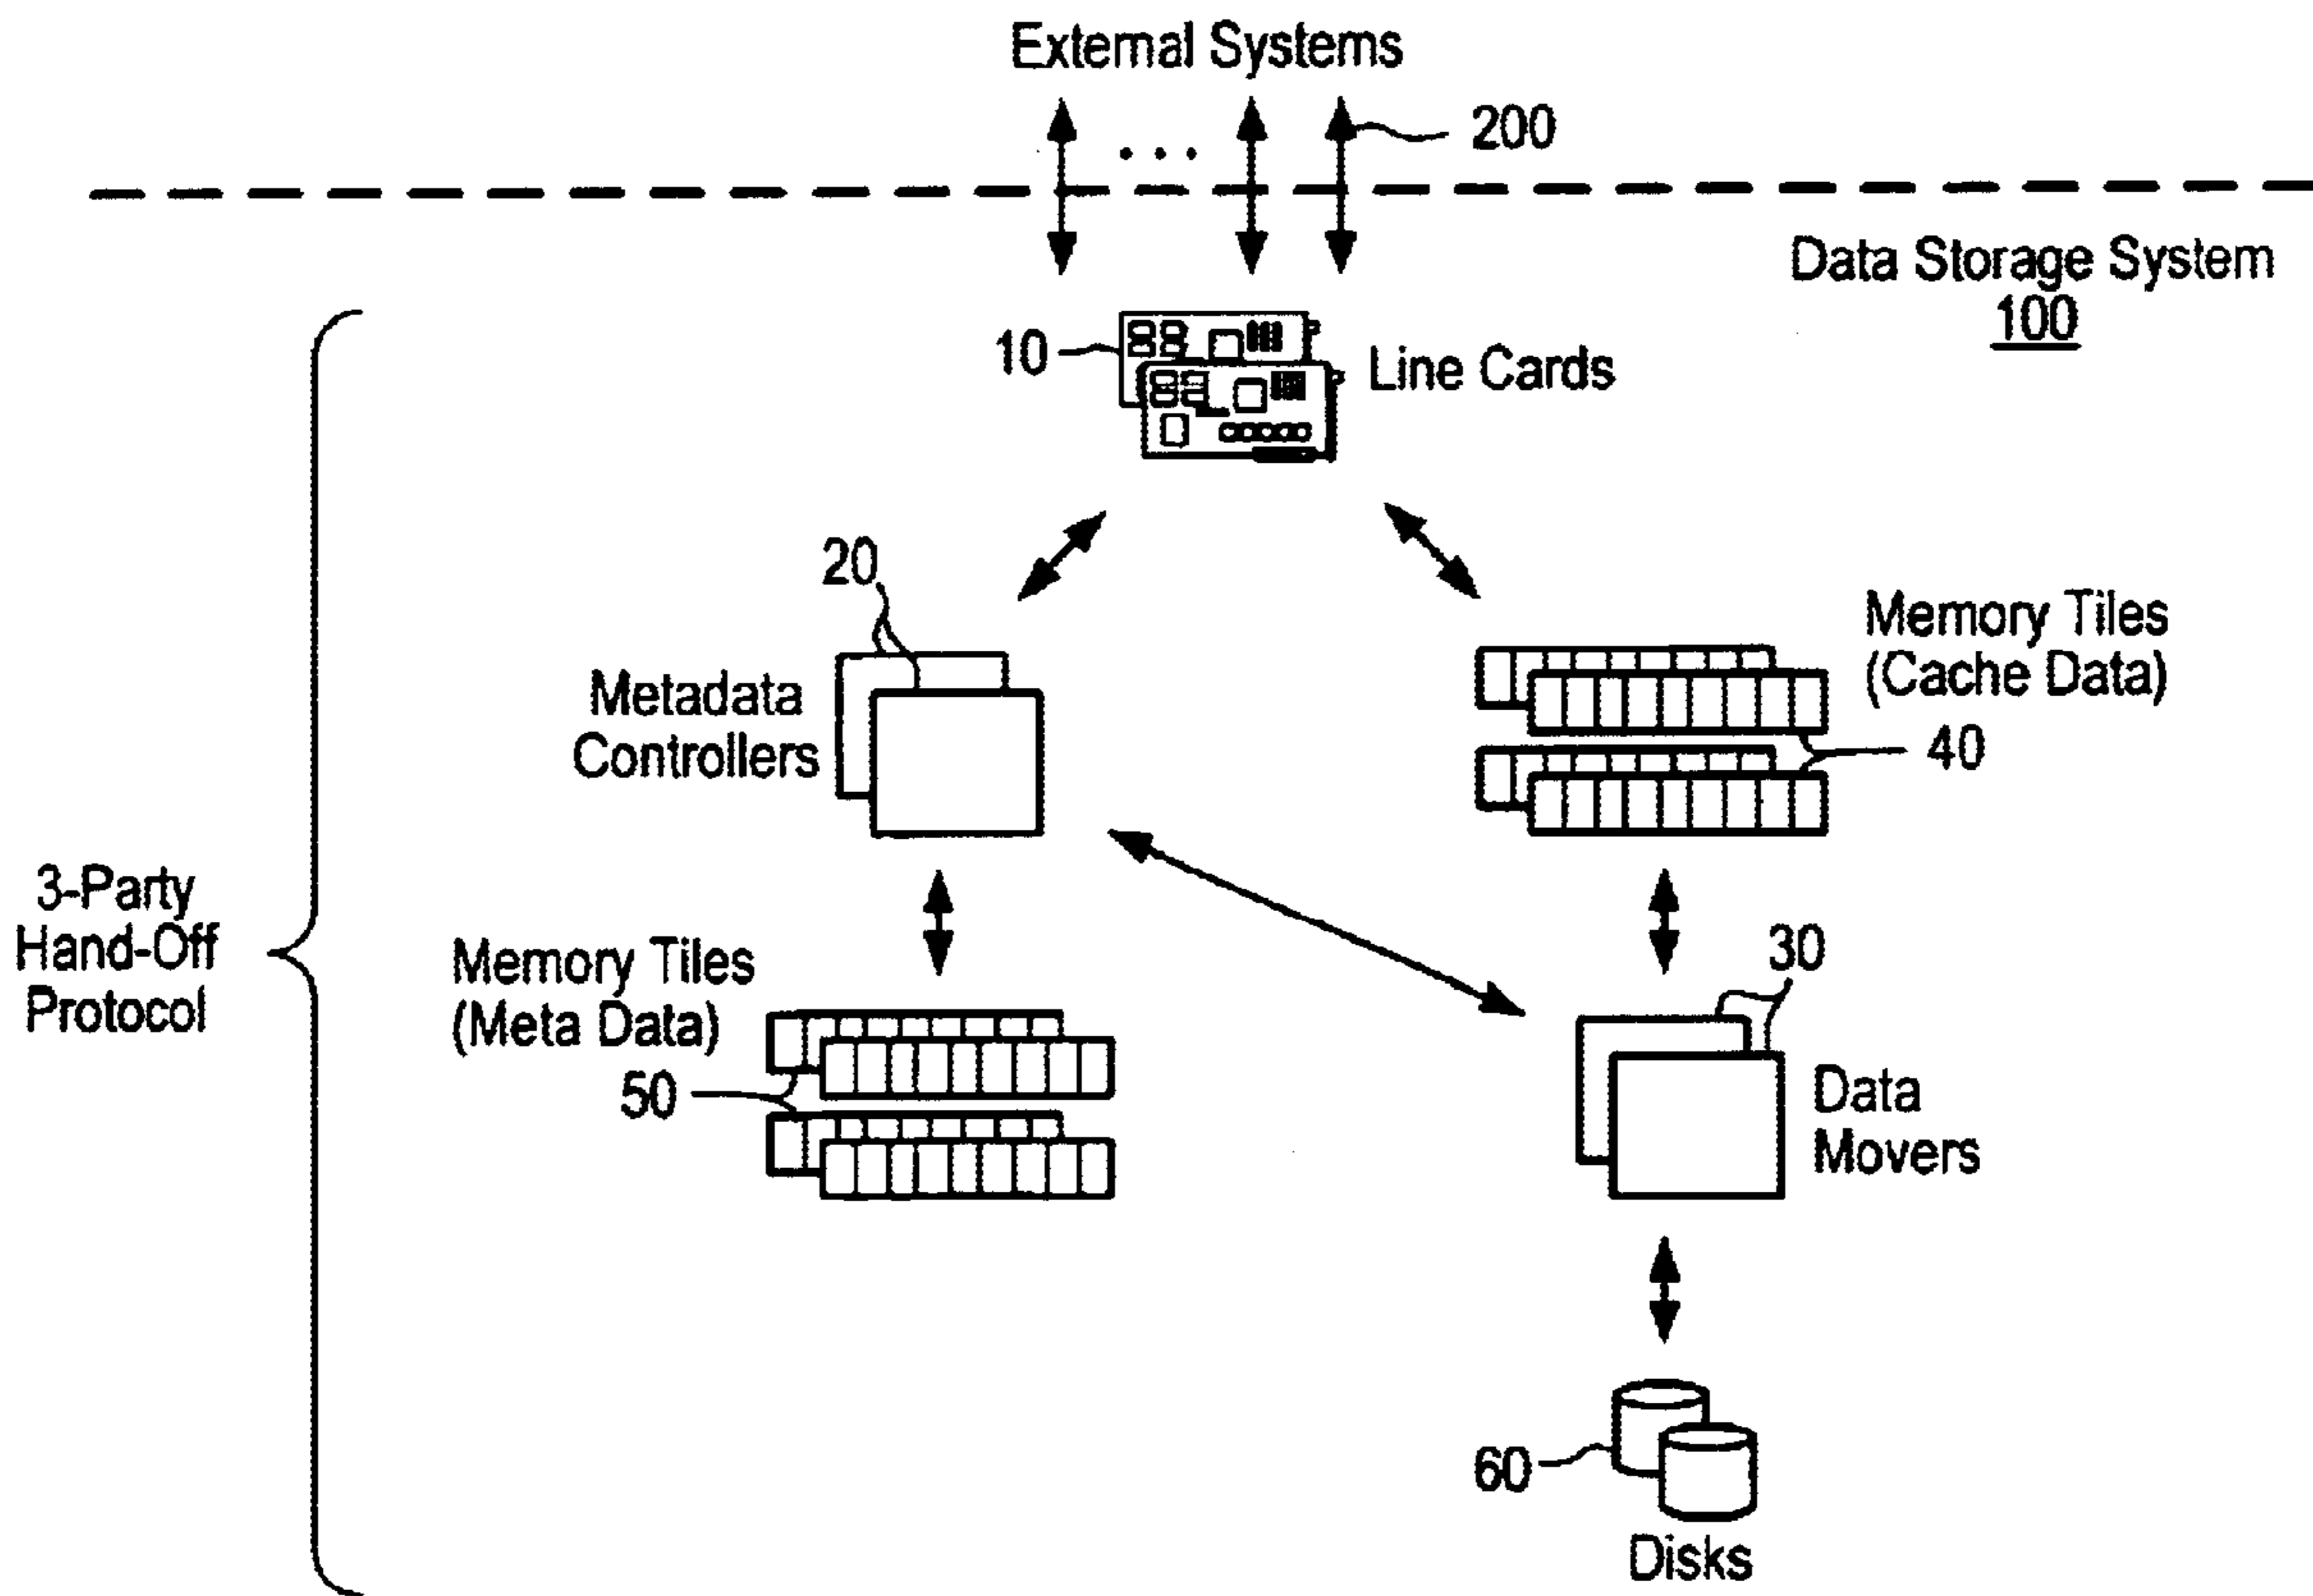 External Systems
...
200
Data Storage System
100
10
Line Cards
20
Metadata
Controllers
Memory Tiles
(Cache Data)
40
3-Party
Hand-Off
Protocol
Memory Tiles
(Meta Data)
50
30
Data
Movers
60
Disks